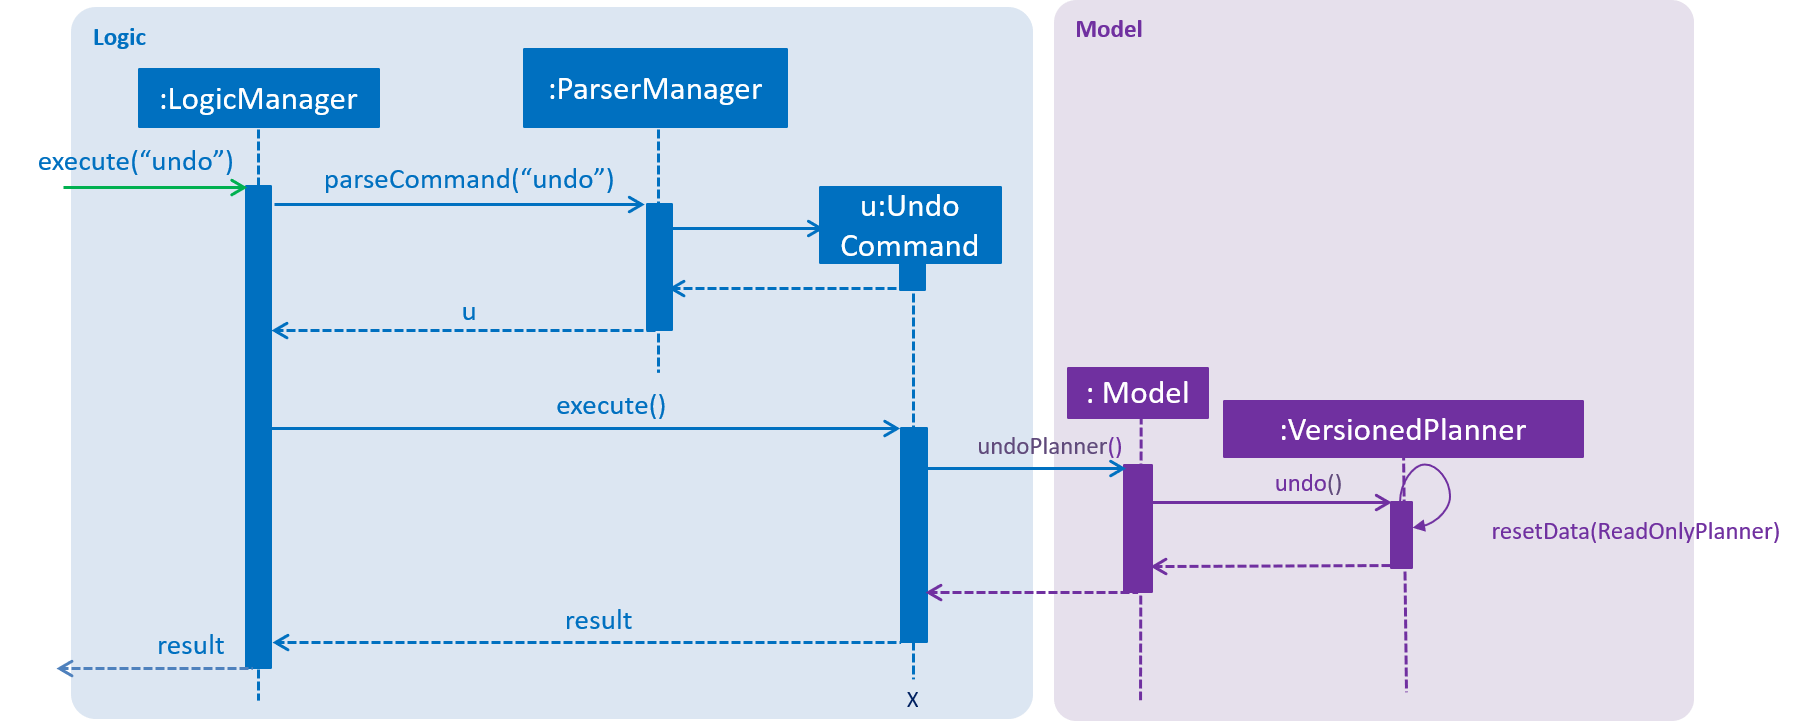 Logic
Model
:LogicManager
:ParserManager
execute(“undo”)
parseCommand(“undo”)
u:Undo
Command
u
: Model
execute()
:VersionedPlanner
undoPlanner()
undo()
resetData(ReadOnlyPlanner)
result
result
X